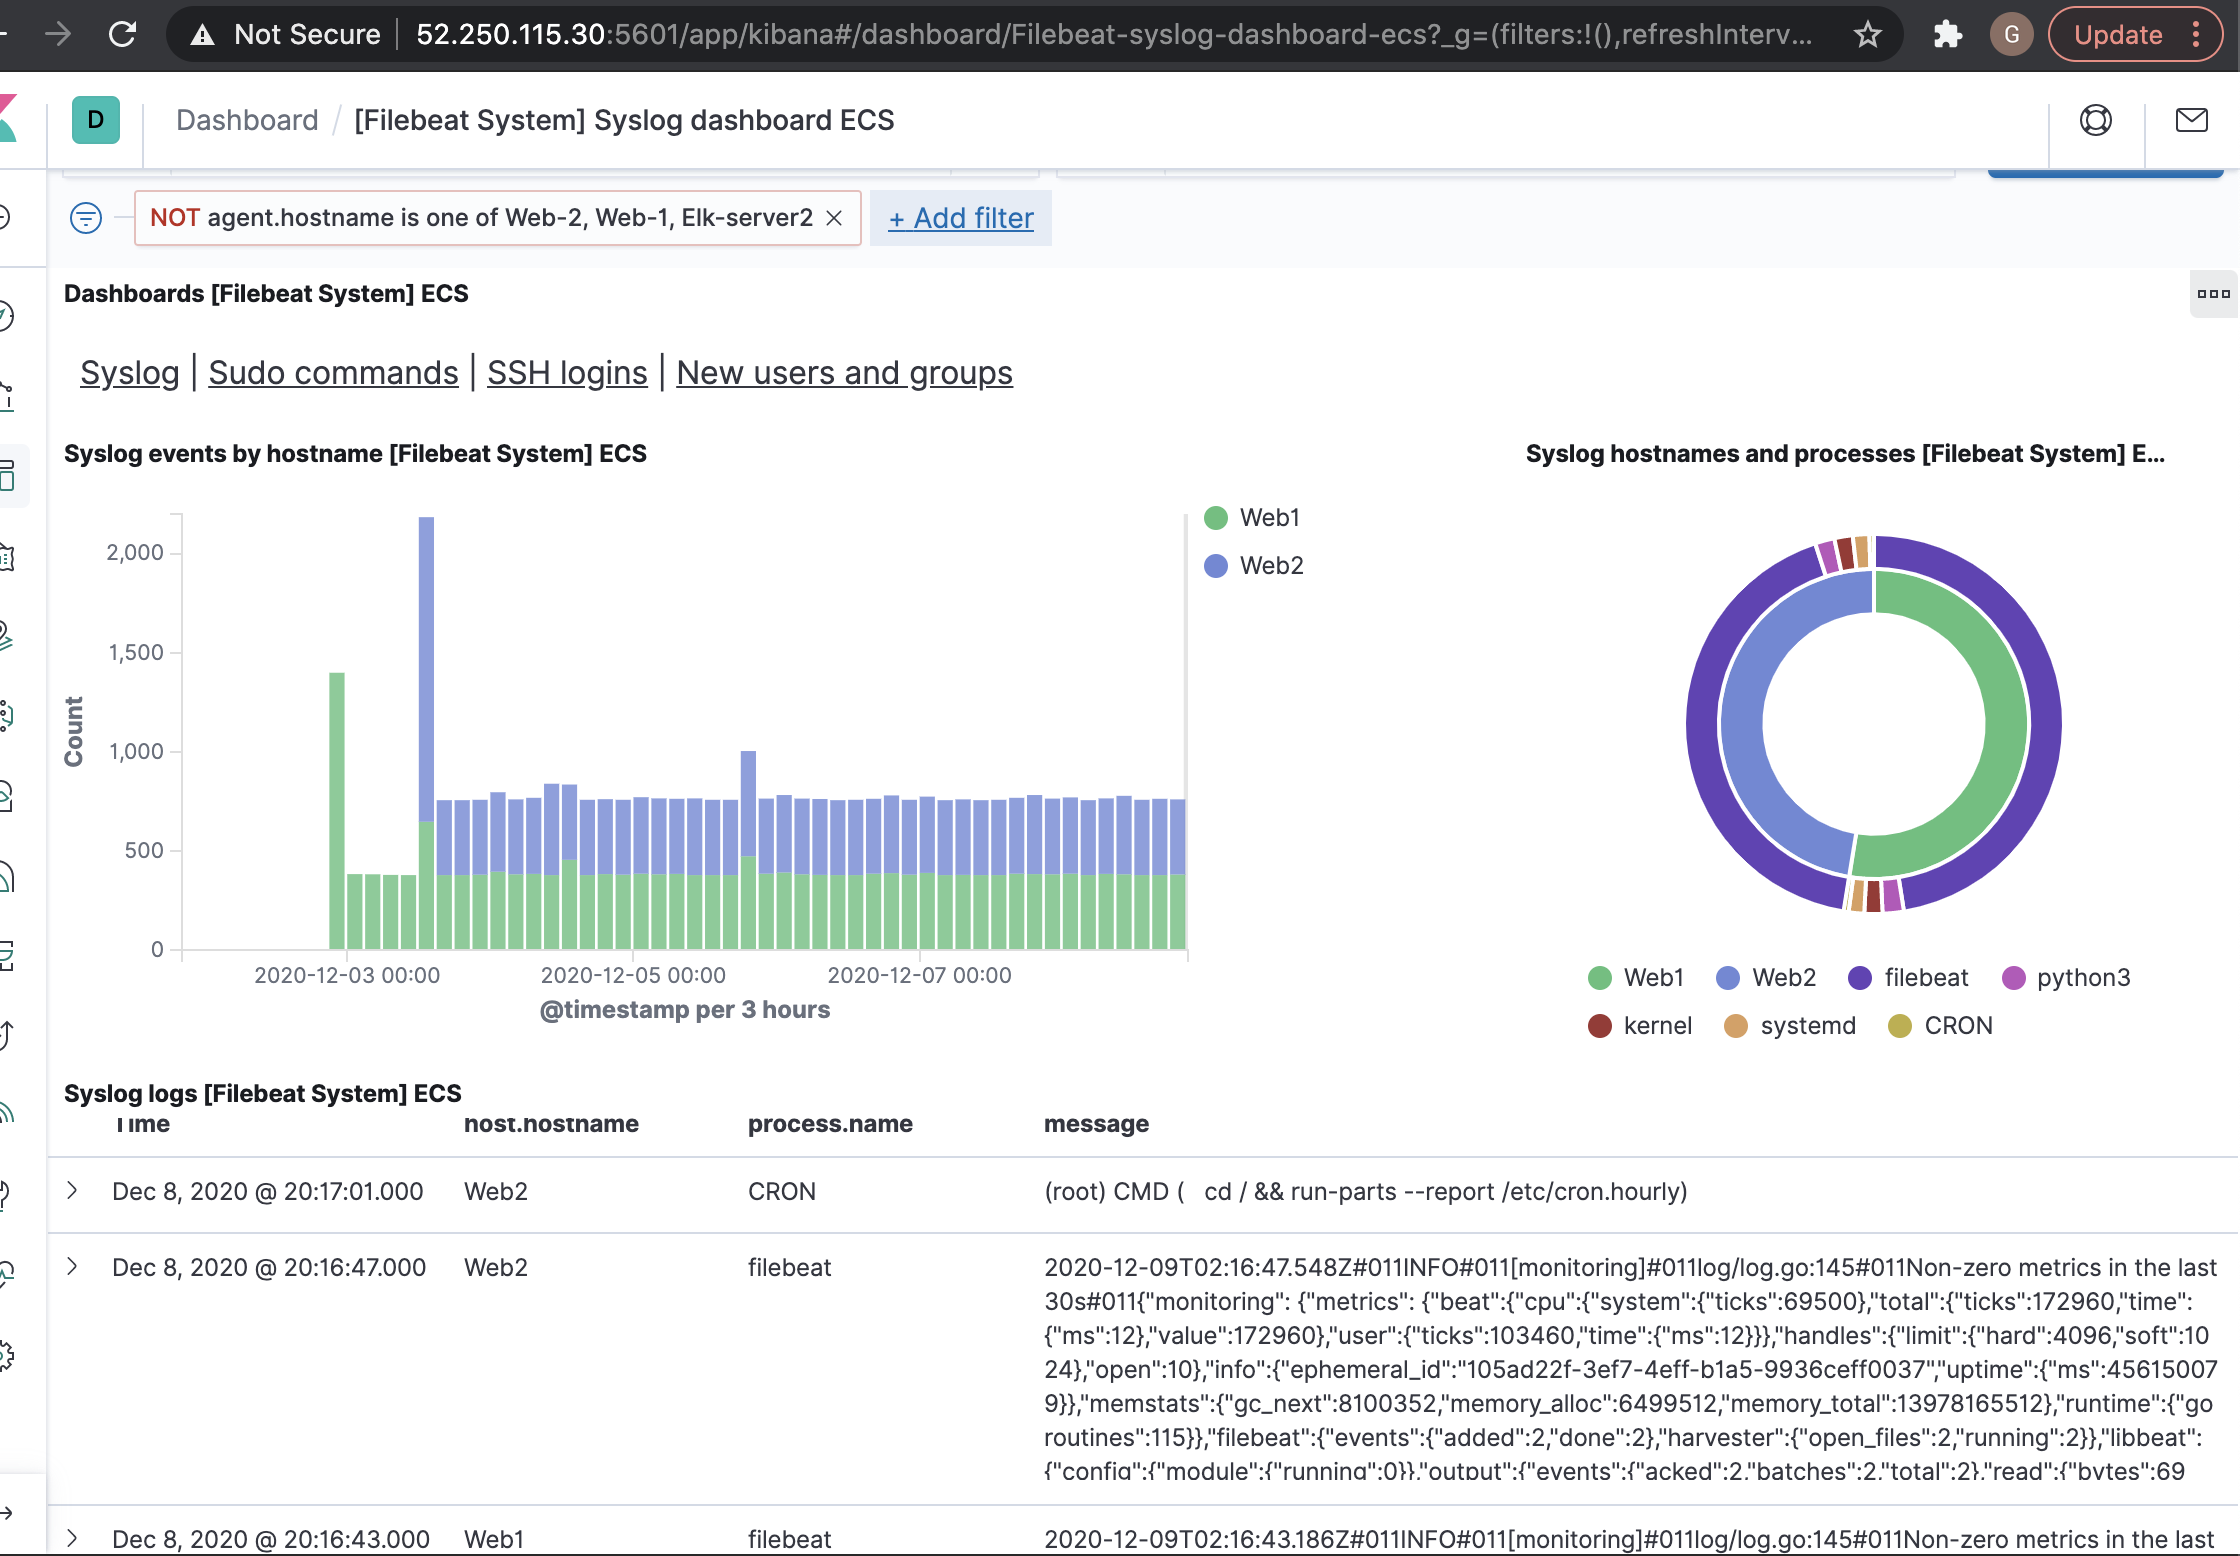 Not Secure | 52.250.115.30:5601/app/kibana#/dashboard/Filebeat-syslog-dashboard-ecs?_g=(filters:!(),refreshInterv... G Update
D Dashboard / [Filebeat System] Syslog dashboard ECS
NOT agent.hostname is one of Web-2, Web-1, Elk-server2 × + Add filter
Dashboards [Filebeat System] ECS
Syslog | Sudo commands | SSH logins | New users and groups
Syslog events by hostname [Filebeat System] ECS
2,000
1,500
1,000
500
0
Count
2020-12-03 00:00 2020-12-05 00:00 2020-12-07 00:00
@timestamp per 3 hours
Web1
Web2
Syslog hostnames and processes [Filebeat System] E...
Web1 Web2 filebeat python3
kernel systemd CRON
Syslog logs [Filebeat System] ECS
Time host.hostname process.name message
Dec 8, 2020 @ 20:17:01.000 Web2 CRON (root) CMD (   cd / && run-parts --report /etc/cron.hourly)
Dec 8, 2020 @ 20:16:47.000 Web2 filebeat 2020-12-09T02:16:47.548Z#011INFO#011[monitoring]#011log/log.go:145#011Non-zero metrics in the last
30s#011{"monitoring": {"metrics": {"beat":{"cpu":{"system":{"ticks":69500},"total":{"ticks":172960,"time":
{"ms":12},"value":172960},"user":{"ticks":103460,"time":{"ms":12}}},"handles":{"limit":{"hard":4096,"soft":10
24},"open":10},"info":{"ephemeral_id":"105ad22f-3ef7-4eff-b1a5-9936ceff0037","uptime":{"ms":45615007
9}},"memstats":{"gc_next":8100352,"memory_alloc":6499512,"memory_total":13978165512},"runtime":{"go
routines":115}},"filebeat":{"events":{"added":2,"done":2},"harvester":{"open_files":2,"running":2}},"libbeat":
{"config":{"module":{"running":0}},"output":{"events":{"acked":2,"batches":2,"total":2},"read":{"bytes":69
Dec 8, 2020 @ 20:16:43.000 Web1 filebeat 2020-12-09T02:16:43.186Z#011INFO#011[monitoring]#011log/log.go:145#011Non-zero metrics in the last